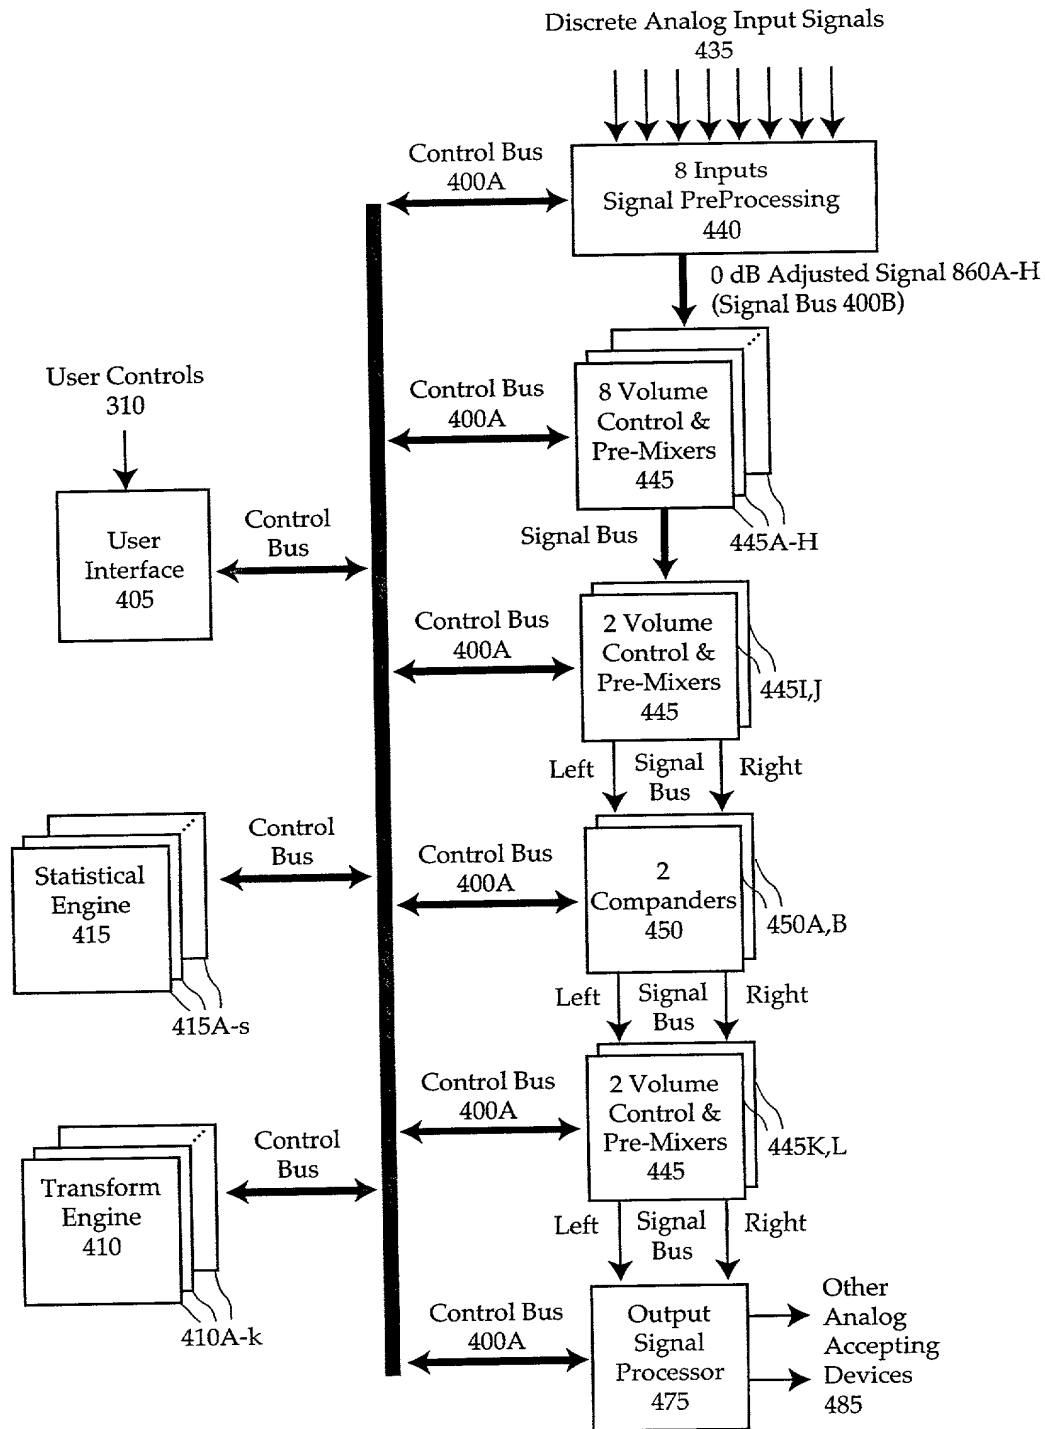 Discrete Analog Input Signals
435
Control Bus
400A
8 Inputs
Signal PreProcessing
440
0 dB Adjusted Signal 860A-H
(Signal Bus 400B)
User Controls
310
Control Bus
400A
8 Volume
Control &
Pre-Mixers
445
445A-H
User
Interface
405
Control
Bus
Signal Bus
Control Bus
400A
2 Volume
Control &
Pre-Mixers
445
445I,J
Left
Signal
Bus
Right
Statistical
Engine
415
415A-s
Control
Bus
Control Bus
400A
2
Companders
450
450A,B
Left
Signal
Bus
Right
Control Bus
400A
2 Volume
Control &
Pre-Mixers
445
445K,L
Transform
Engine
410
410A-k
Control
Bus
Left
Signal
Bus
Right
Control Bus
400A
Output
Signal
Processor
475
Other
Analog
Accepting
Devices
485